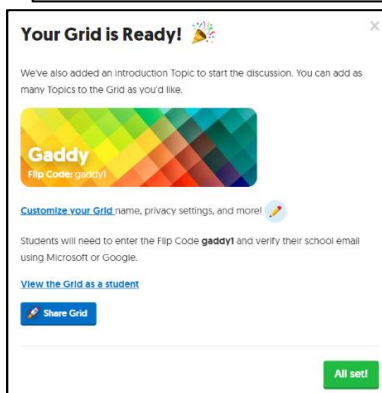 Your Grid is Ready! 🎉
We've also added an introduction Topic to start the discussion. You can add as
many Topics to the Grid as you'd like.
Gaddy
Flip Code: gaddy1
Customize your Grid name, privacy settings, and more!
Students will need to enter the Flip Code gaddy1 and verify their school email
using Microsoft or Google.
View the Grid as a student
Share Grid
All set!